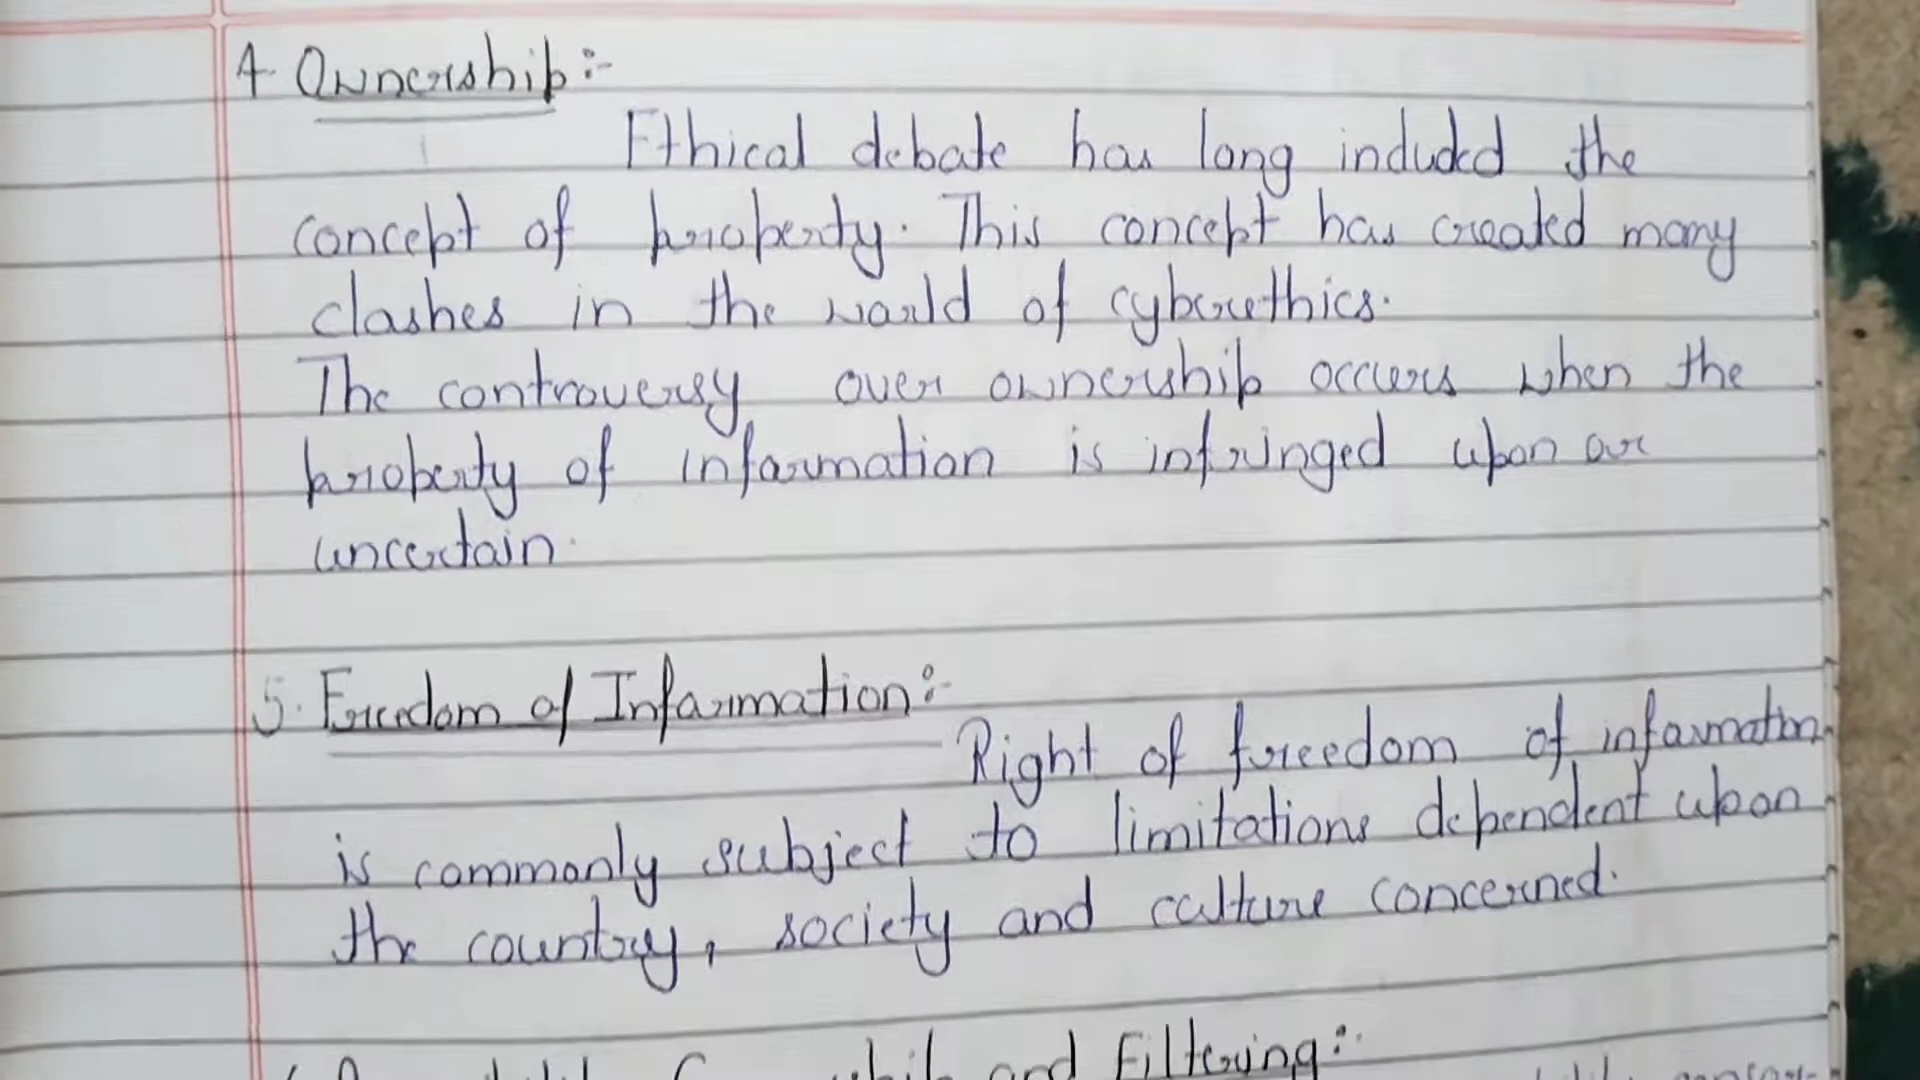 4. Ownership :-
Ethical debate has long included the
concept of property. This concept has created many
clashes in the world of cyberethics.
The controversy over ownership occurs when the
property of information is infringed upon or
uncertain.
5. Freedom of Information :-
Right of freedom of information
is commonly subject to limitations dependent upon
the country, society and culture concerned.
and Filtering :-